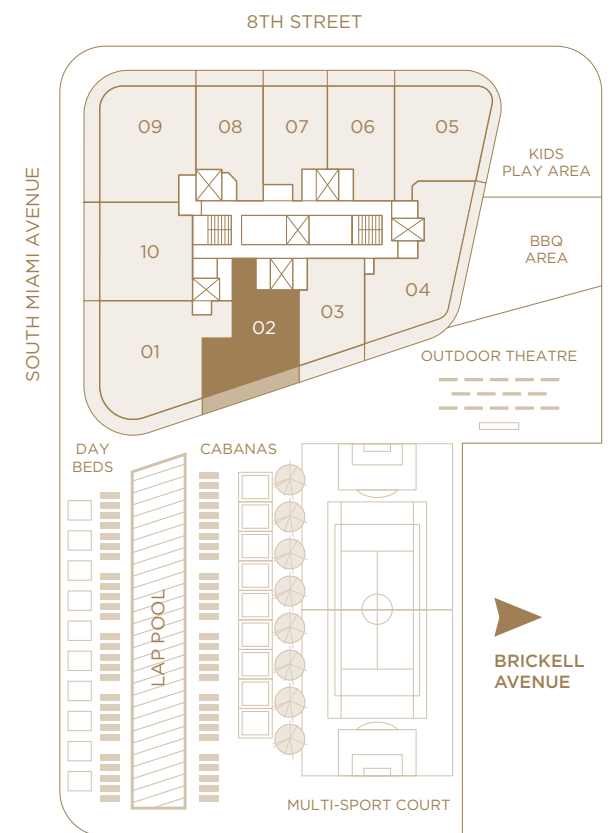 8TH STREET
SOUTH MIAMI AVENUE
09
08
07
06
05
KIDS
PLAY AREA
10
BBQ
AREA
04
03
02
01
OUTDOOR THEATRE
DAY
BEDS
CABANAS
LAP POOL
BRICKELL
AVENUE
MULTI-SPORT COURT